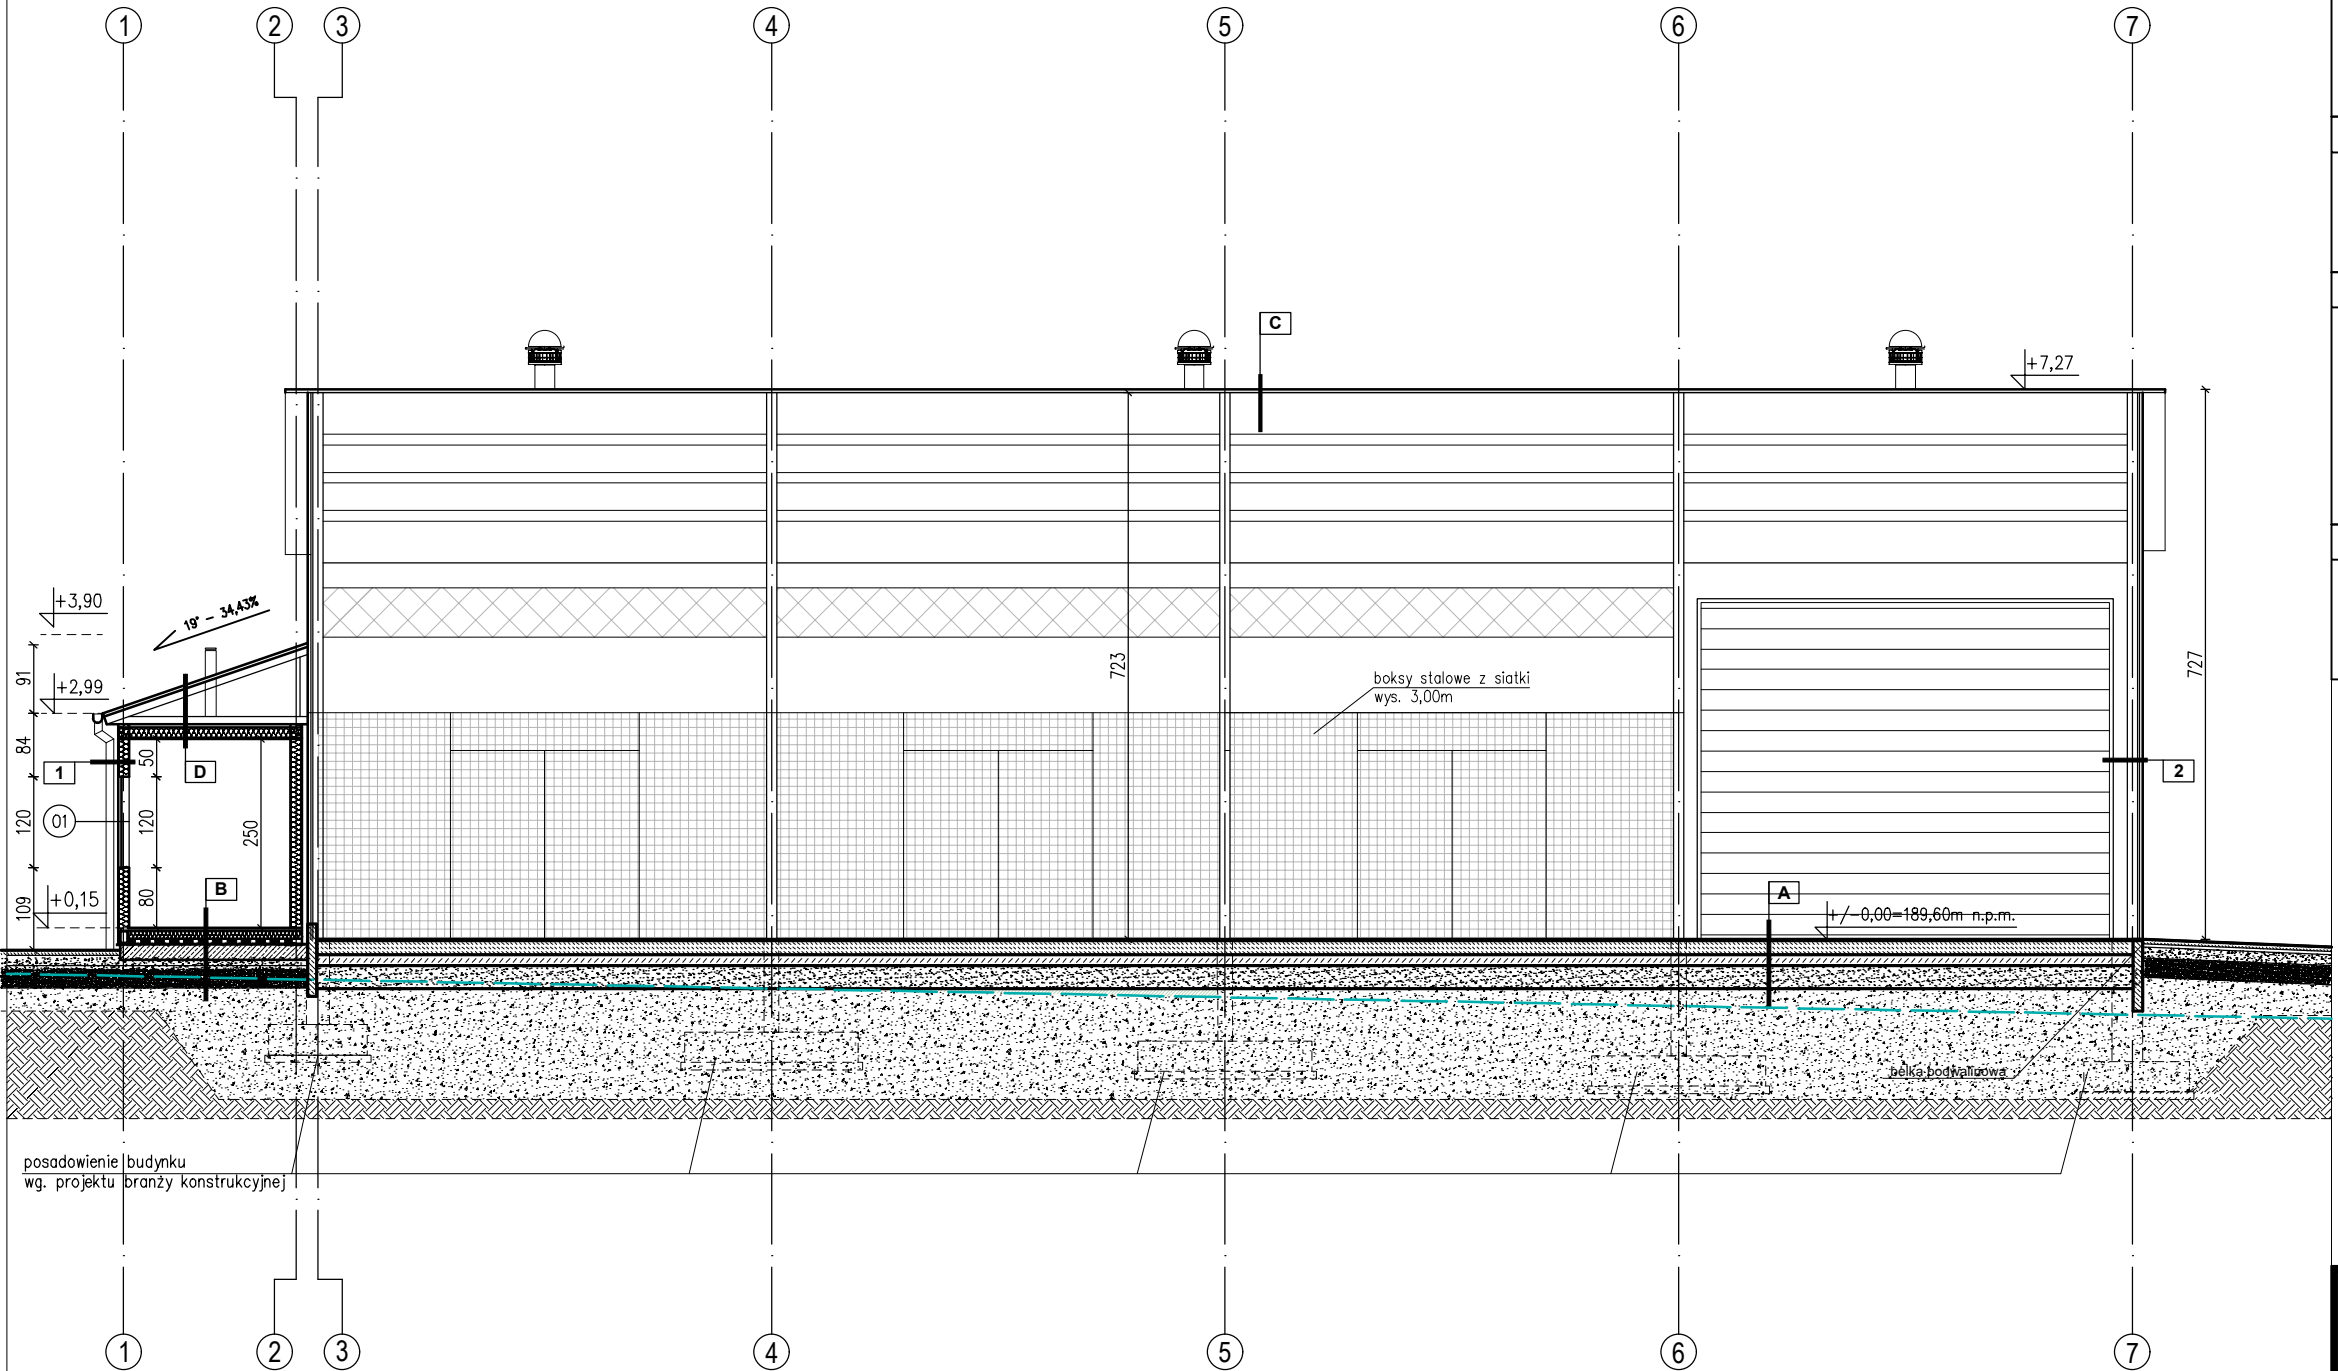 1
2
3
4
5
6
7
C
+7,27
+3,90
19° – 34,43%
91
723
727
boksy stalowe z siatki
wys. 3,00m
+2,99
84
50
1
D
2
120
01
120
250
B
A
80
109
+0,15
+/-0,00=189,60m n.p.m.
belka podwalinowa
posadowienie budynku
wg. projektu branży konstrukcyjnej
1
2
3
4
5
6
7